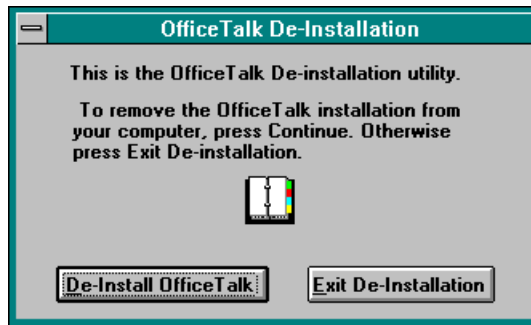 OfficeTalk De-Installation
This is the OfficeTalk De-installation utility.
To remove the OfficeTalk installation from
your computer, press Continue. Otherwise
press Exit De-installation.
De-Install OfficeTalk
Exit De-Installation